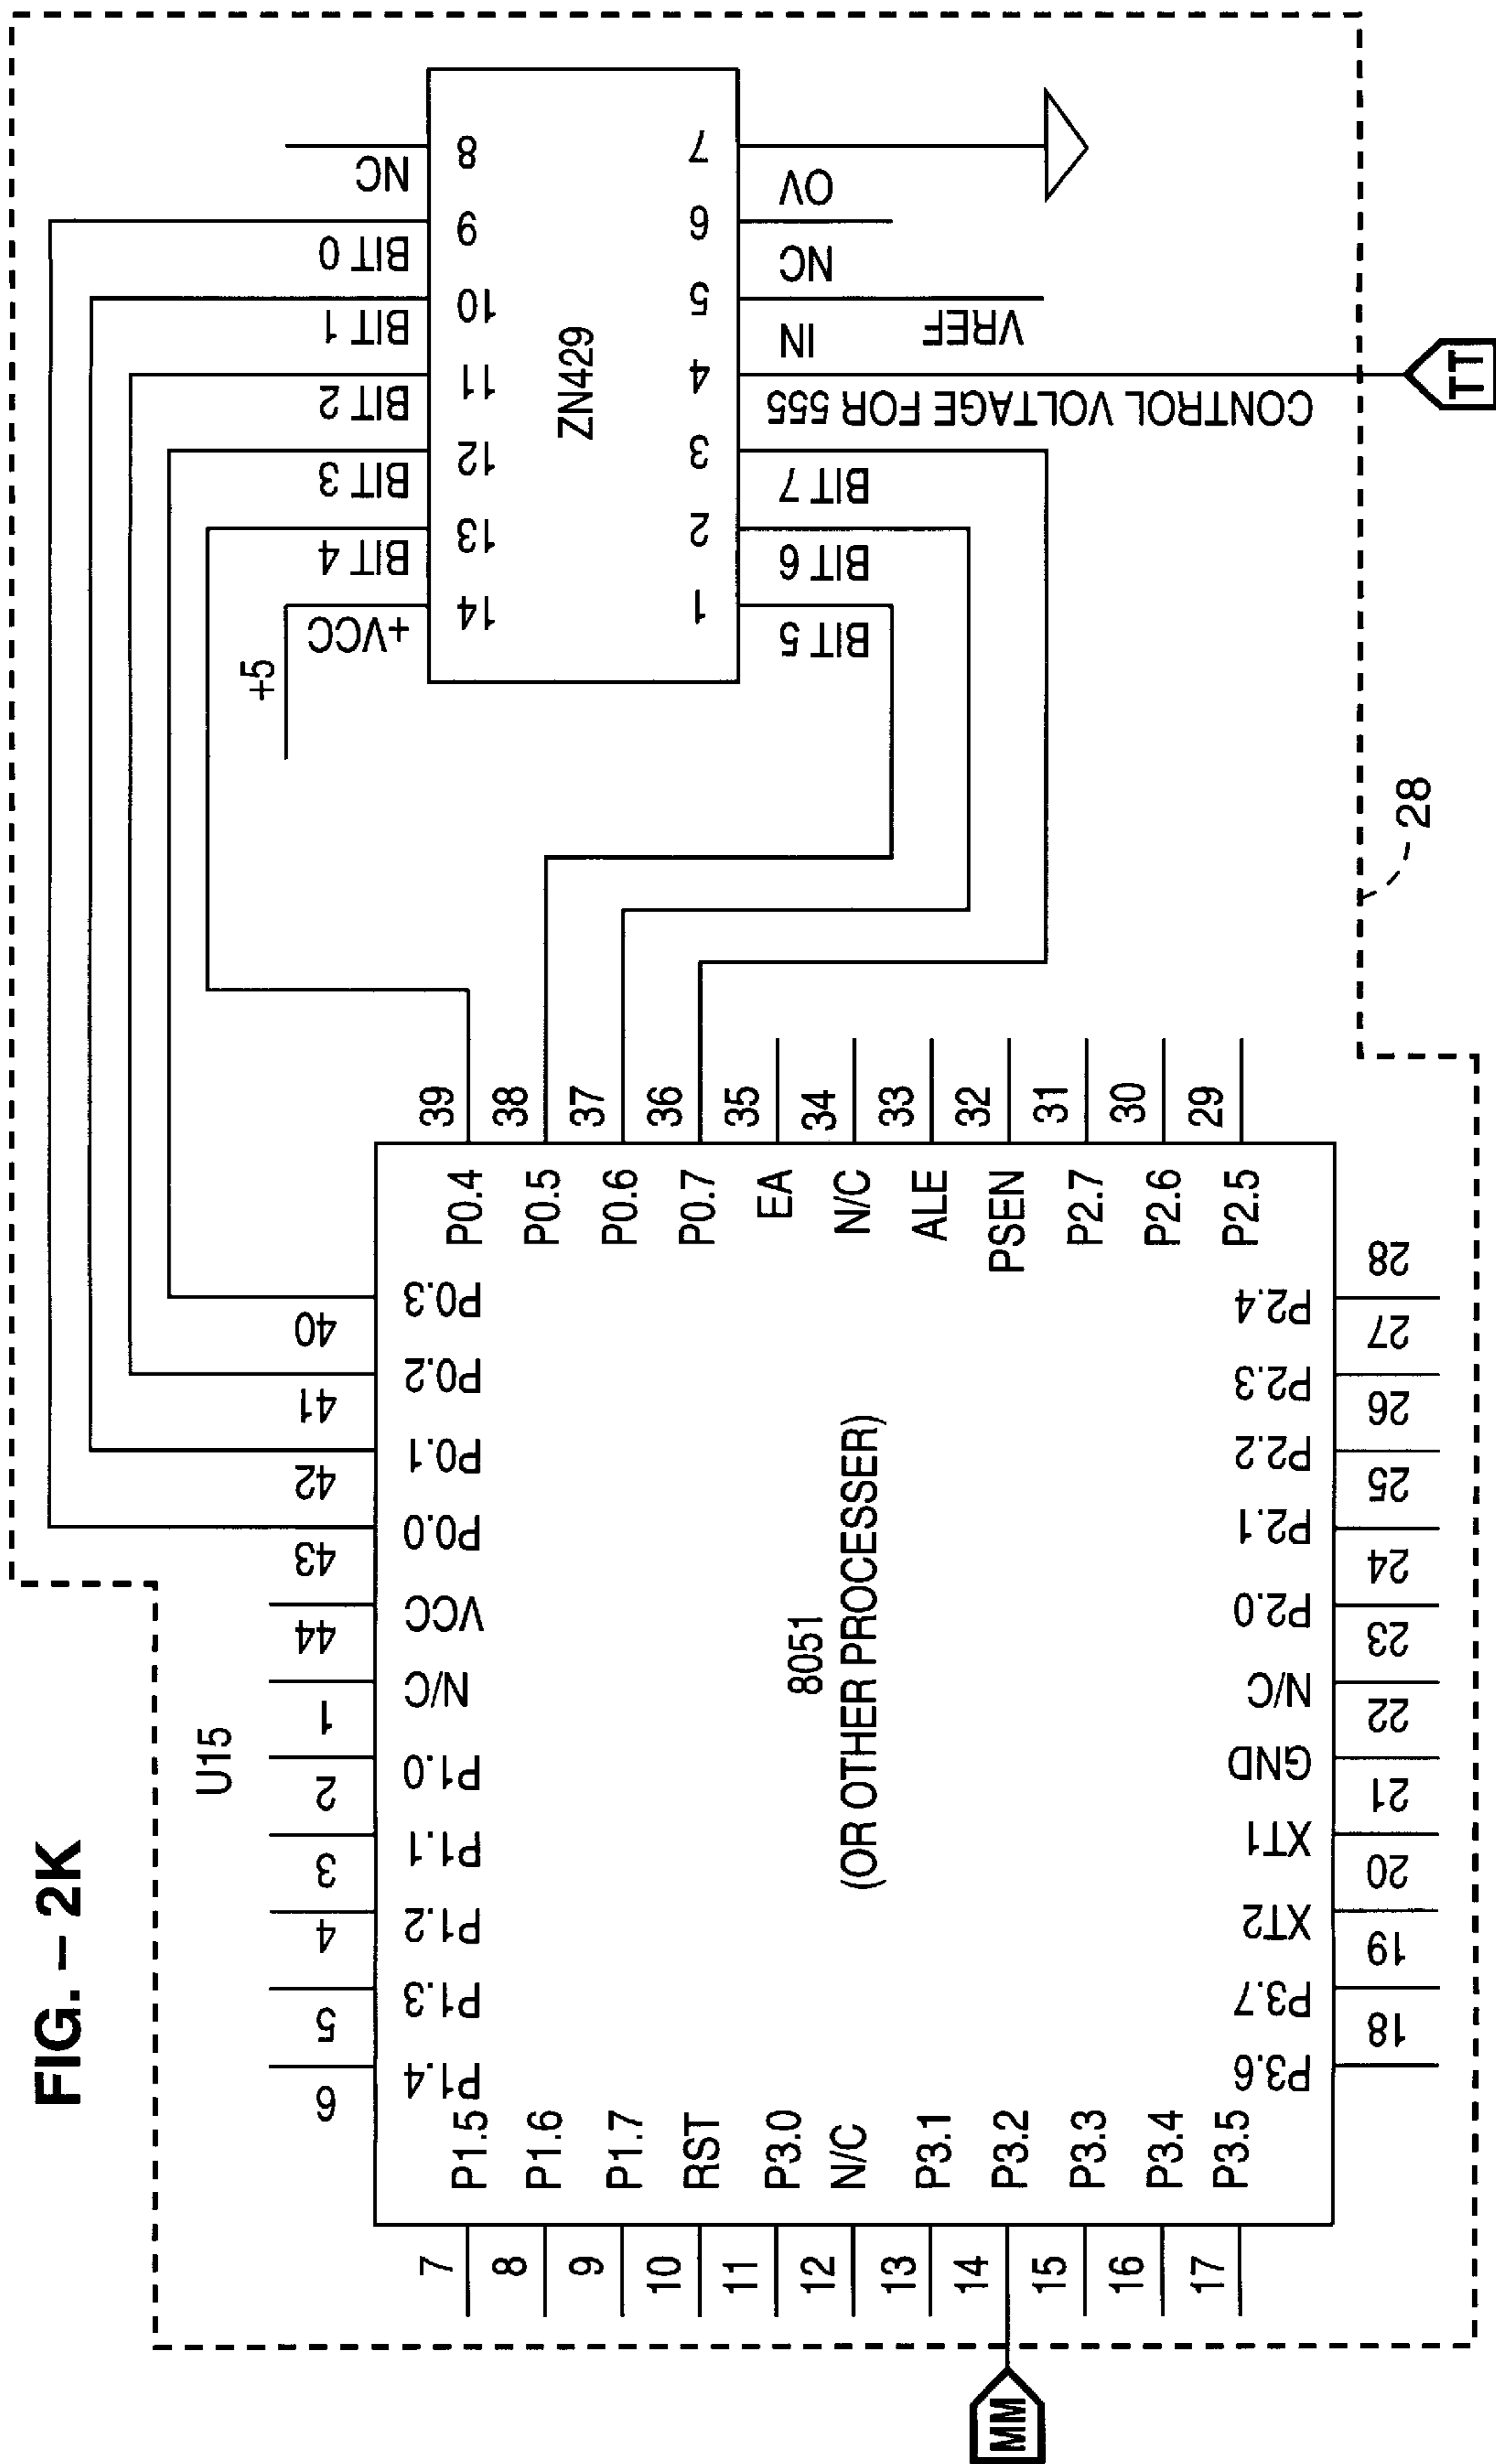 FIG. – 2K
U15
8051
(OR OTHER PROCESSER)
6
5
4
3
2
1
44
43
42
41
40
P1.4
P1.3
P1.2
P1.1
P1.0
N/C
VCC
P0.0
P0.1
P0.2
P0.3
7
8
9
10
11
12
13
14
15
16
17
P1.5
P1.6
P1.7
RST
P3.0
N/C
P3.1
P3.2
P3.3
P3.4
P3.5
P0.4
P0.5
P0.6
P0.7
EA
N/C
ALE
PSEN
P2.7
P2.6
P2.5
39
38
37
36
35
34
33
32
31
30
29
P3.6
P3.7
XT2
XT1
GND
N/C
P2.0
P2.1
P2.2
P2.3
P2.4
18
19
20
21
22
23
24
25
26
27
28
MM
+5
+VCC
BIT 4
BIT 3
BIT 2
BIT 1
BIT 0
NC
14
13
12
11
10
9
8
ZN429
1
2
3
4
5
6
7
BIT 5
BIT 6
BIT 7
CONTROL VOLTAGE FOR 555
IN
VREF
NC
OV
28
TT